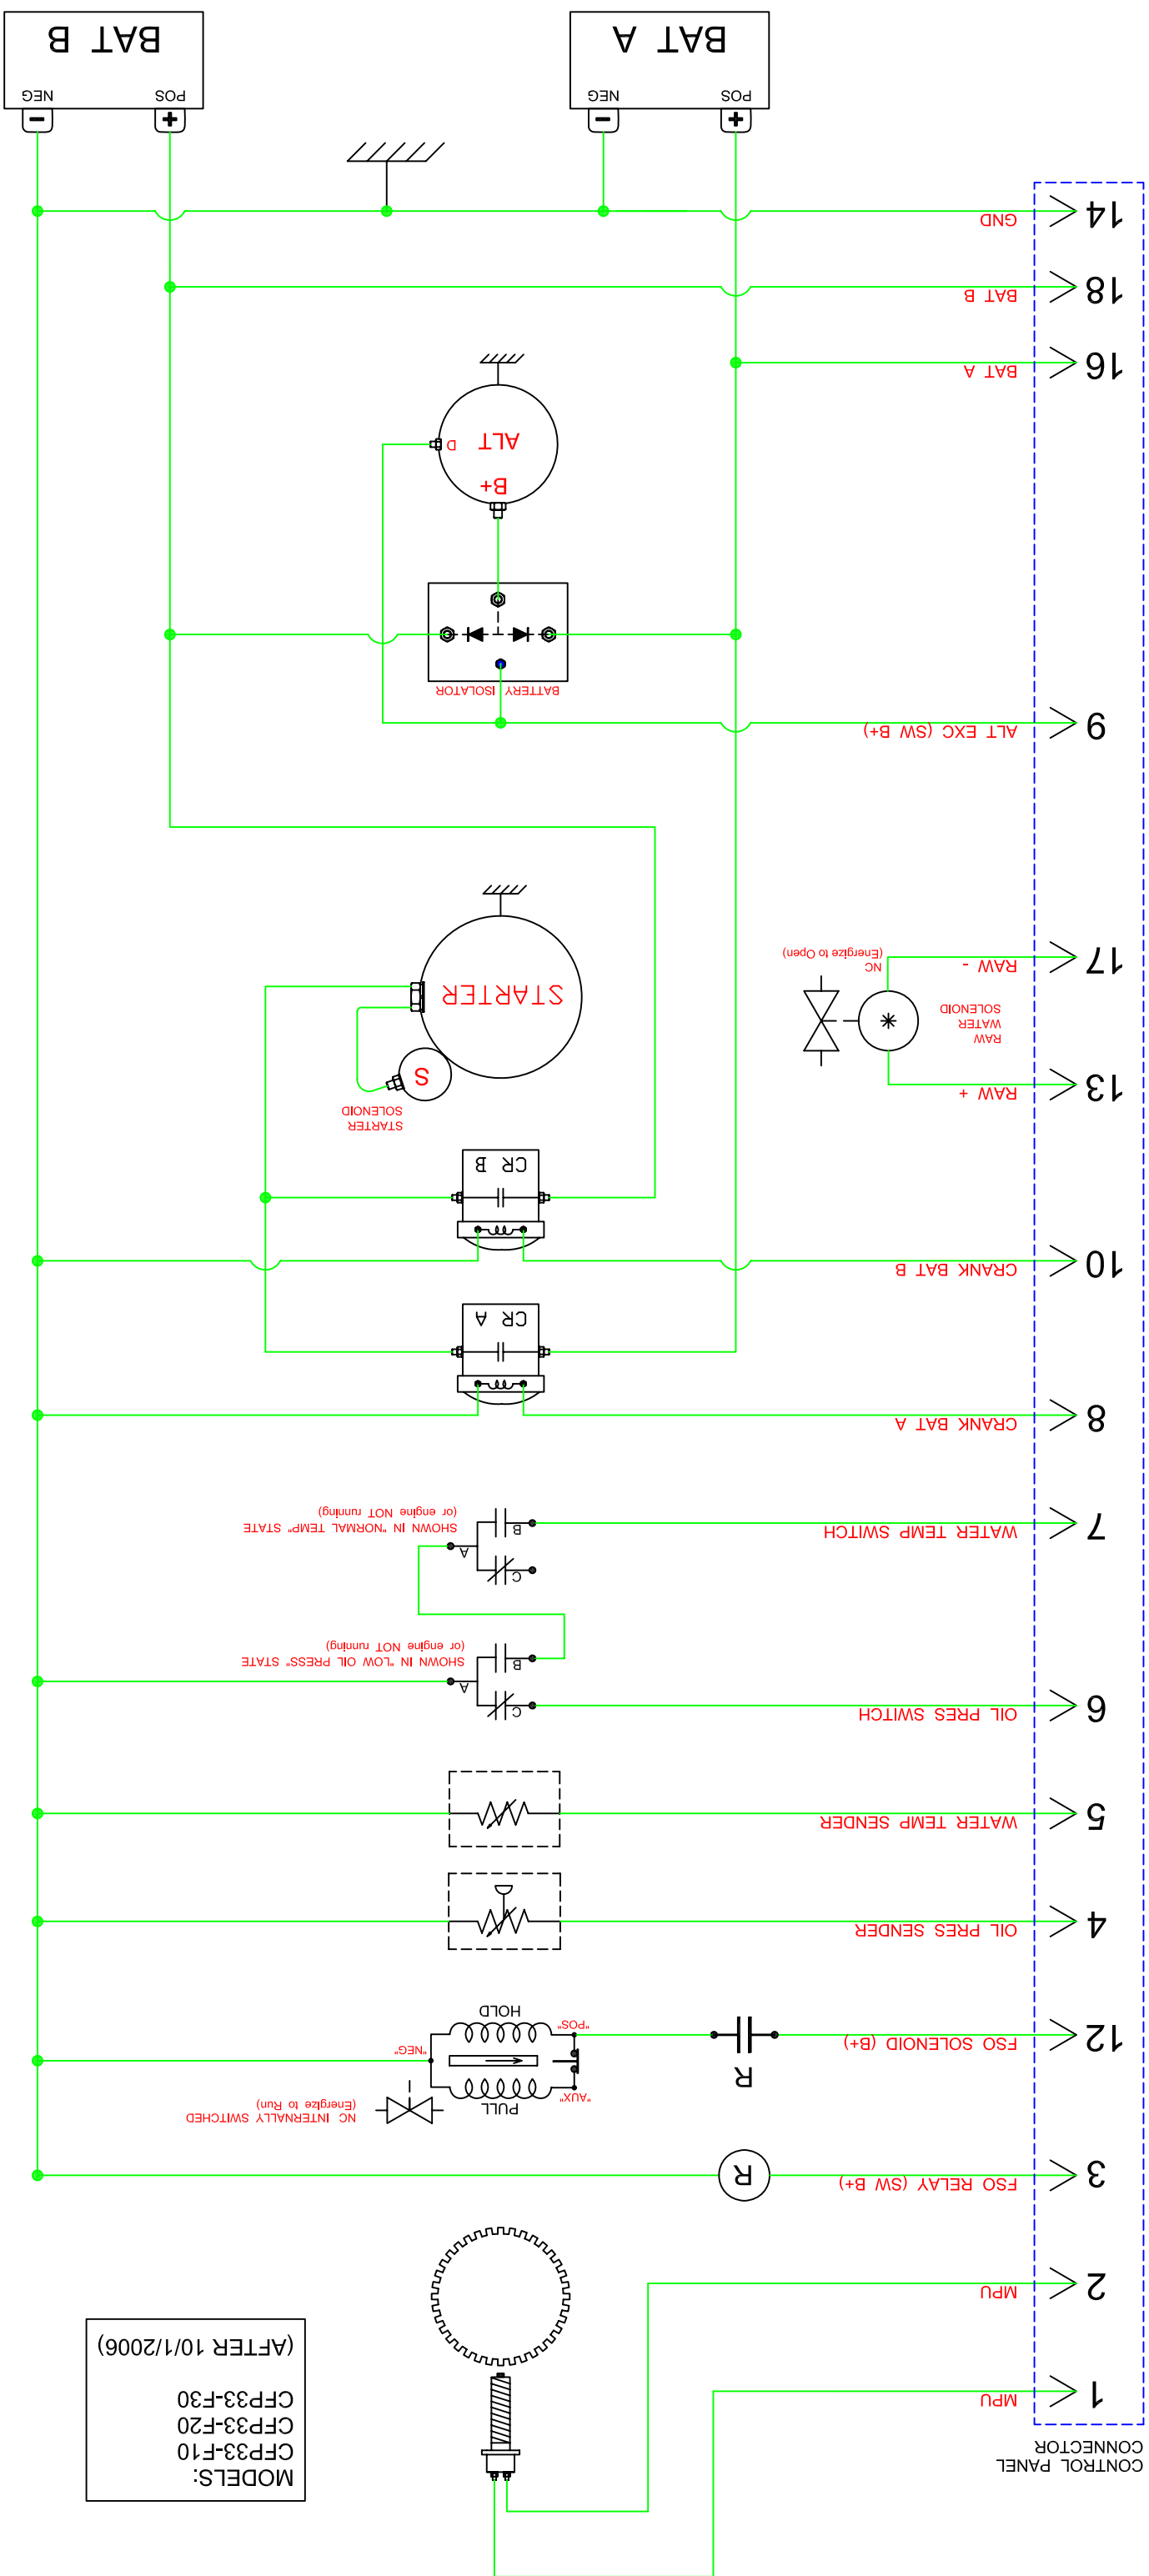 CONTROL PANEL
CONNECTOR
MODELS:
CFP33-F10
CFP33-F20
CFP33-F30
(AFTER 10/1/2006)
1
MPU
2
MPU
3
FSO RELAY (SW B+)
R
12
FSO SOLENOID (B+)
R
"AUX"
"POS"
PULL
HOLD
"NEG"
NC INTERNALLY SWITCHED
(Energize to Run)
4
OIL PRES SENDER
5
WATER TEMP SENDER
6
OIL PRES SWITCH
C
B
A
SHOWN IN "LOW OIL PRESS" STATE
(or engine NOT running)
7
WATER TEMP SWITCH
C
B
A
SHOWN IN "NORMAL TEMP" STATE
(or engine NOT running)
8
CRANK BAT A
CR A
10
CRANK BAT B
CR B
STARTER
SOLENOID
S
STARTER
13
RAW +
RAW
WATER
SOLENOID
17
RAW -
NC
(Energize to Open)
9
ALT EXC (SW B+)
BATTERY ISOLATOR
B+
ALT
D
16
BAT A
18
BAT B
14
GND
+
-
POS
NEG
BAT A
+
-
POS
NEG
BAT B